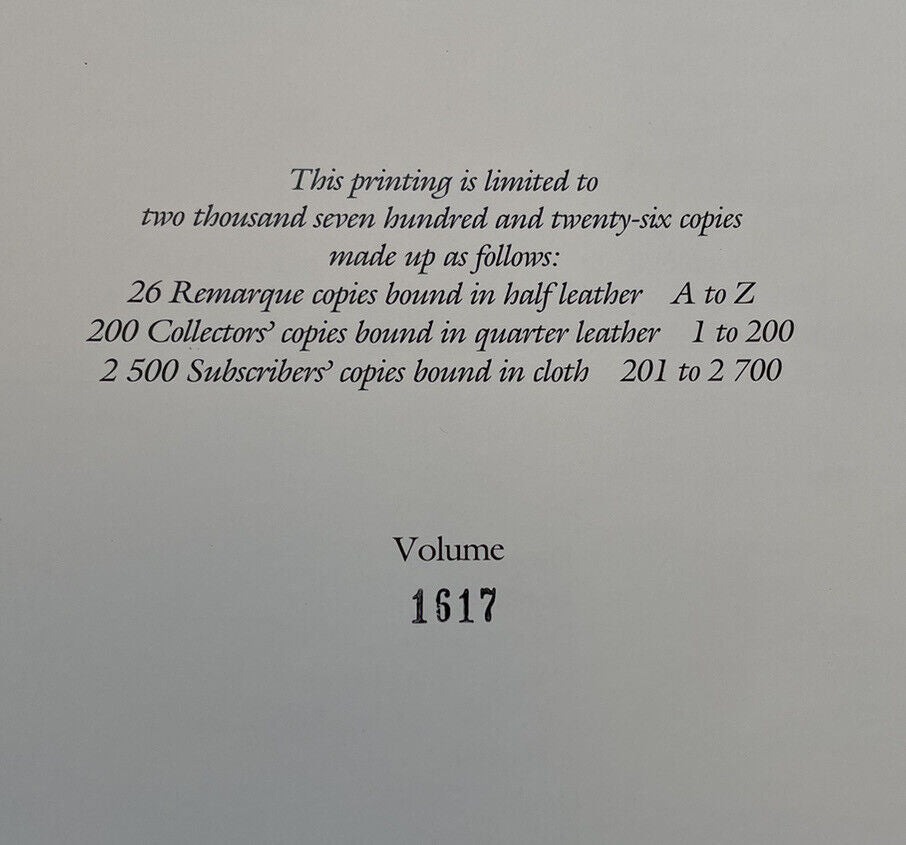 This printing is limited to
two thousand seven hundred and twenty-six copies
made up as follows:
26 Remarque copies bound in half leather A to Z
200 Collectors’ copies bound in quarter leather 1 to 200
2 500 Subscribers’ copies bound in cloth 201 to 2 700
Volume
1617